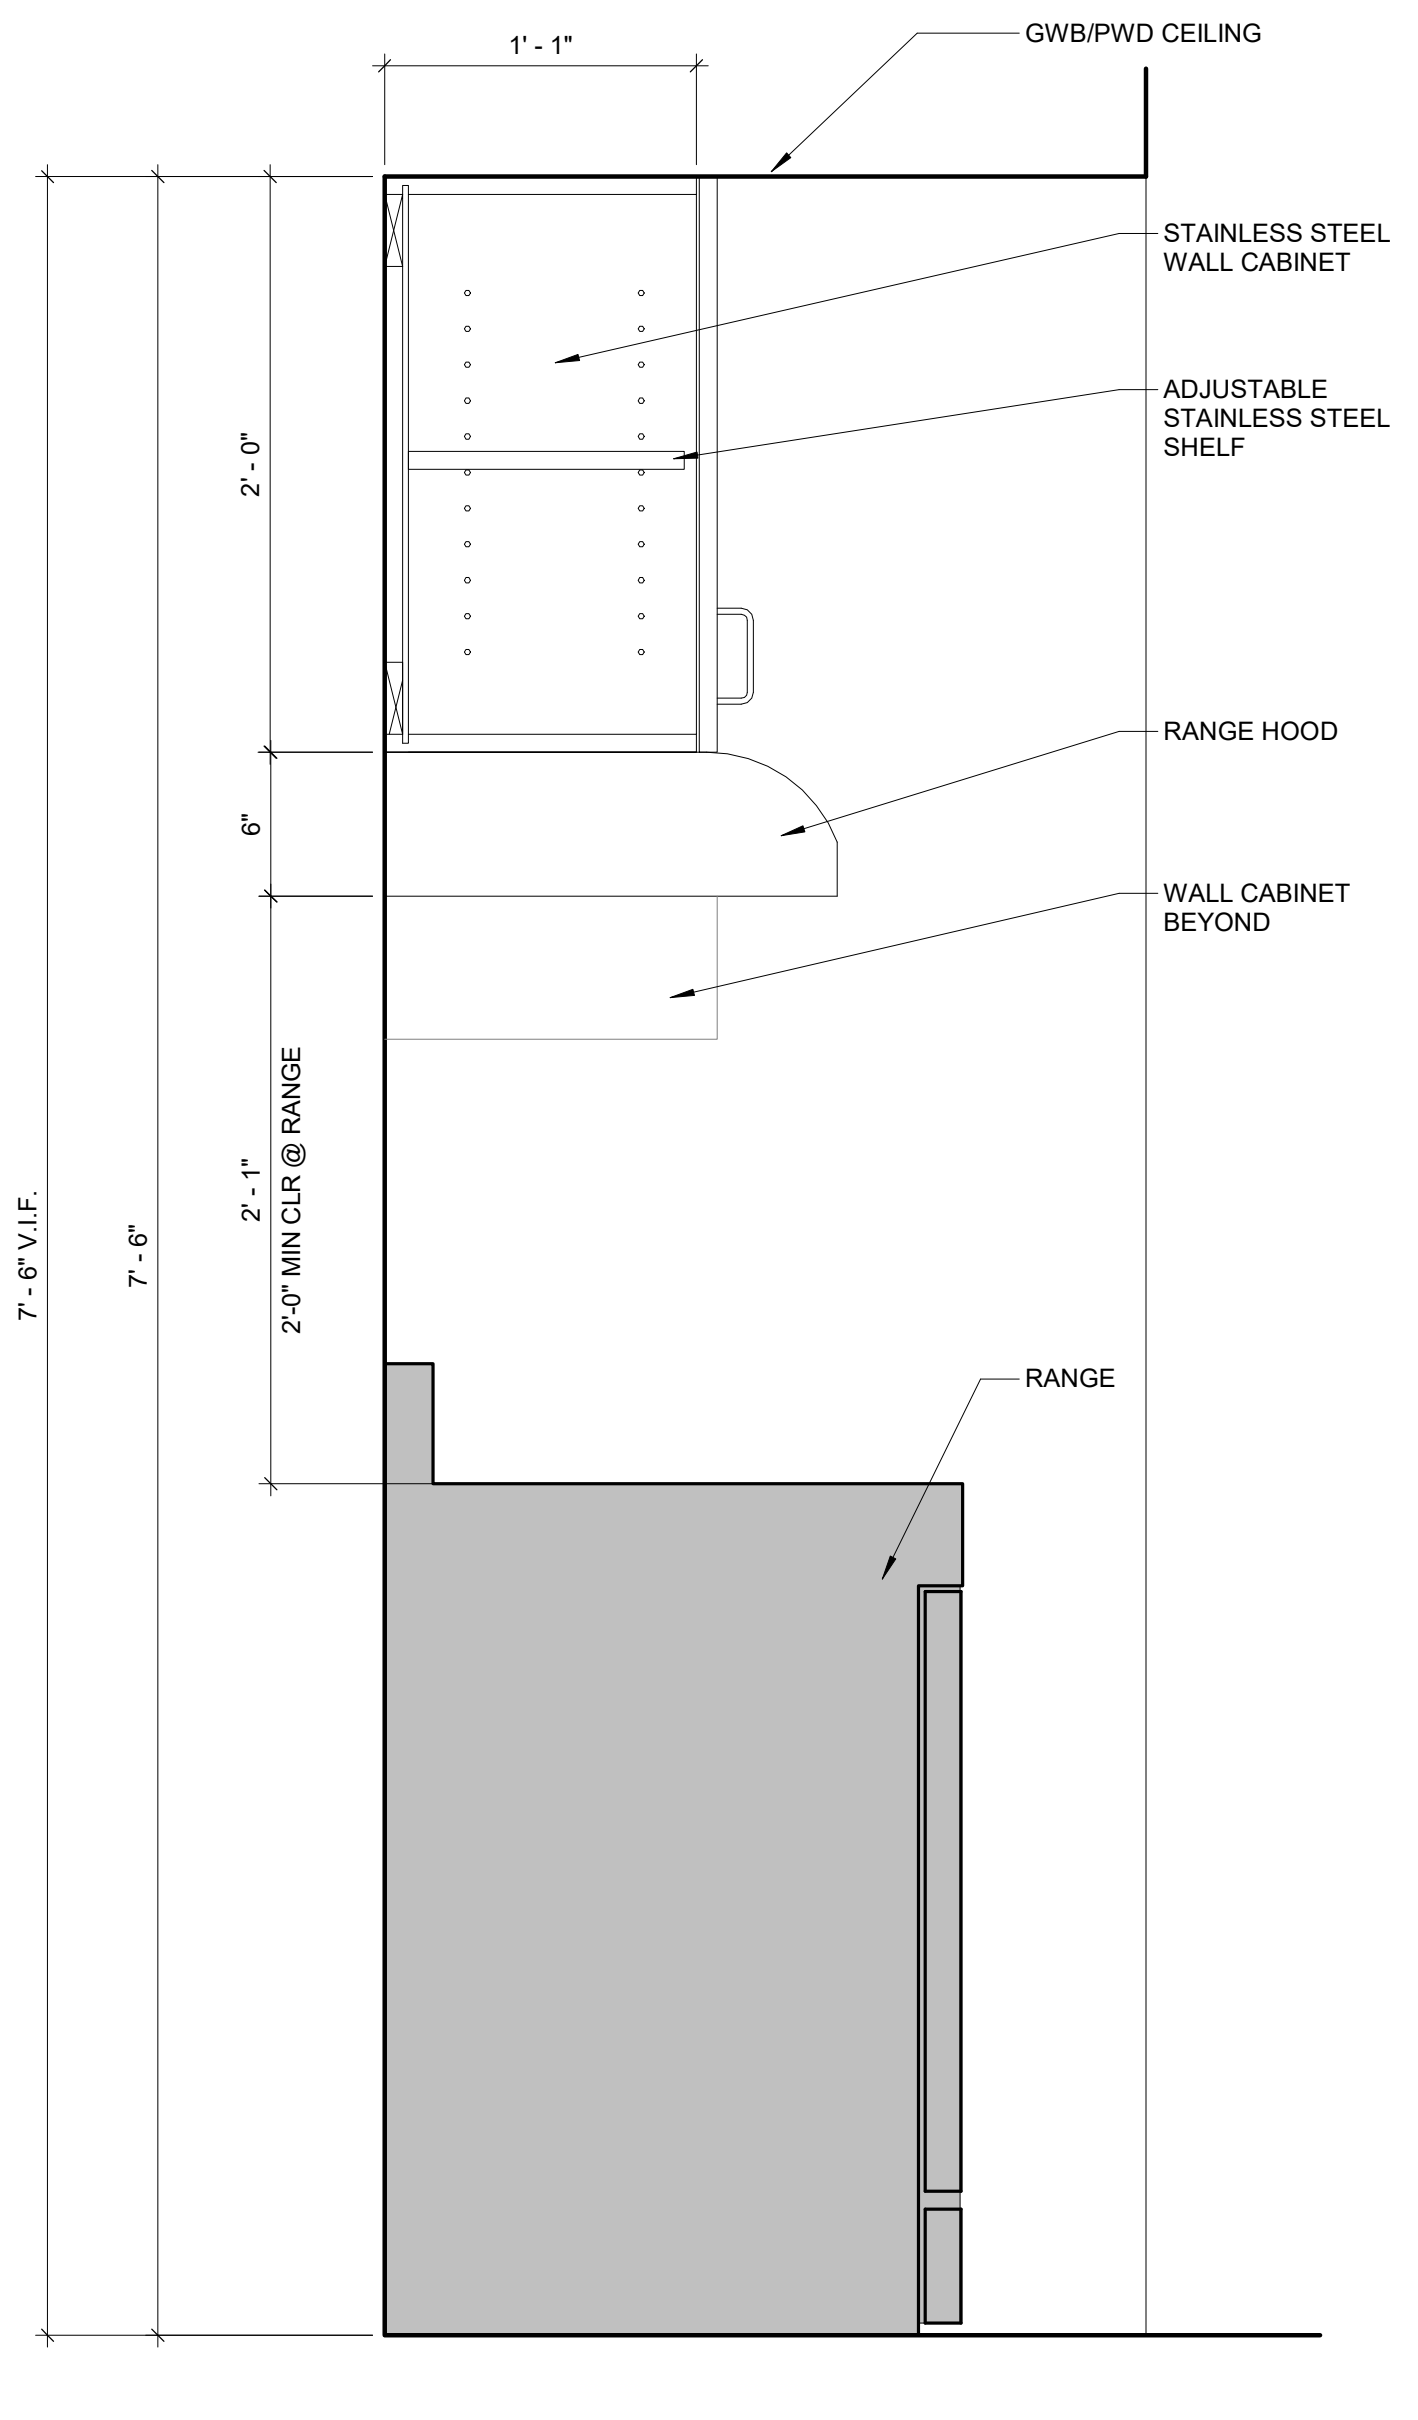 GWB/PWD CEILING
1' - 1"
STAINLESS STEEL
WALL CABINET
ADJUSTABLE
STAINLESS STEEL
SHELF
2' - 0"
RANGE HOOD
6"
WALL CABINET
BEYOND
2' - 1"
2'-0" MIN CLR @ RANGE
7' - 6" V.I.F.
7' - 6"
RANGE